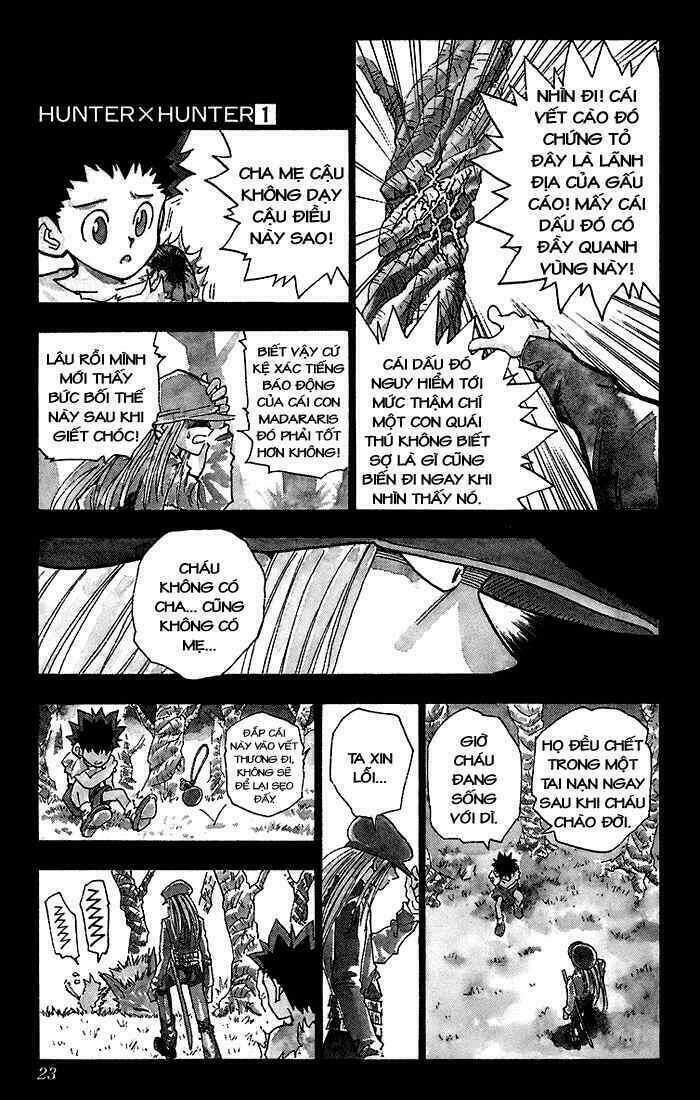 HUNTER×HUNTER 1
NHÌN ĐI! CÁI
VẾT CÀO ĐÓ
CHỨNG TỎ
ĐÂY LÀ LÃNH
ĐỊA CỦA GẤU
CÁO! MẤY CÁI
DẤU ĐÓ CÓ
ĐẦY QUANH
VÙNG NÀY!
CÁI DẤU ĐÓ
NGUY HIỂM TỚI
MỨC THẬM CHÍ
MỘT CON QUÁI
THÚ KHÔNG BIẾT
SỢ LÀ GÌ CŨNG
BIẾN ĐI NGAY KHI
NHÌN THẤY NÓ.
CHA MẸ CẬU
KHÔNG DẠY
CẬU ĐIỀU
NÀY SAO!
BIẾT VẬY CỨ
KỆ XÁC TIẾNG
BÁO ĐỘNG
CỦA CÁI CON
MADARARIS
ĐÓ PHẢI TỐT
HƠN KHÔNG!
LÂU RỒI MÌNH
MỚI THẤY
BỨC BỐI THẾ
NÀY SAU KHI
GIẾT CHÓC!
CHÁU
KHÔNG CÓ
CHA... CŨNG
KHÔNG CÓ
MẸ...
HỌ ĐỀU CHẾT
TRONG MỘT
TAI NẠN NGAY
SAU KHI CHÁU
CHÀO ĐỜI.
GIỜ
CHÁU
ĐANG
SỐNG
VỚI DÌ.
TA XIN
LỖI...
ĐẮP CÁI
NÀY VÀO VẾT
THƯƠNG ĐI,
KHÔNG SẼ
ĐỂ LẠI SẸO
ĐẤY.
23